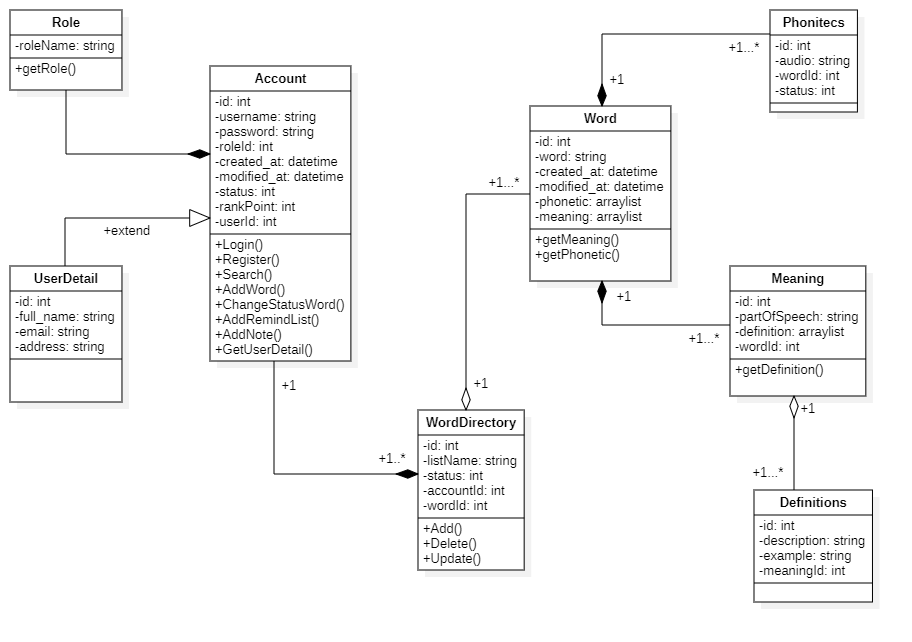 Role
-roleName: string
+getRole()
Account
-id: int
-username: string
-password: string
-roleId: int
-created_at: datetime
-modified_at: datetime
-status: int
-rankPoint: int
-userId: int
+Login()
+Register()
+Search()
+AddWord()
+ChangeStatusWord()
+AddRemindList()
+AddNote()
+GetUserDetail()
+extend
UserDetail
-id: int
-full_name: string
-email: string
-address: string
+1
+1..*
WordDirectory
-id: int
-listName: string
-status: int
-accountId: int
-wordId: int
+Add()
+Delete()
+Update()
+1
+1...*
Word
-id: int
-word: string
-created_at: datetime
-modified_at: datetime
-phonetic: arraylist
-meaning: arraylist
+getMeaning()
+getPhonetic()
+1
+1...*
Phonitecs
-id: int
-audio: string
-wordId: int
-status: int
+1
+1...*
Meaning
-id: int
-partOfSpeech: string
-definition: arraylist
-wordId: int
+getDefinition()
+1
+1...*
Definitions
-id: int
-description: string
-example: string
-meaningId: int